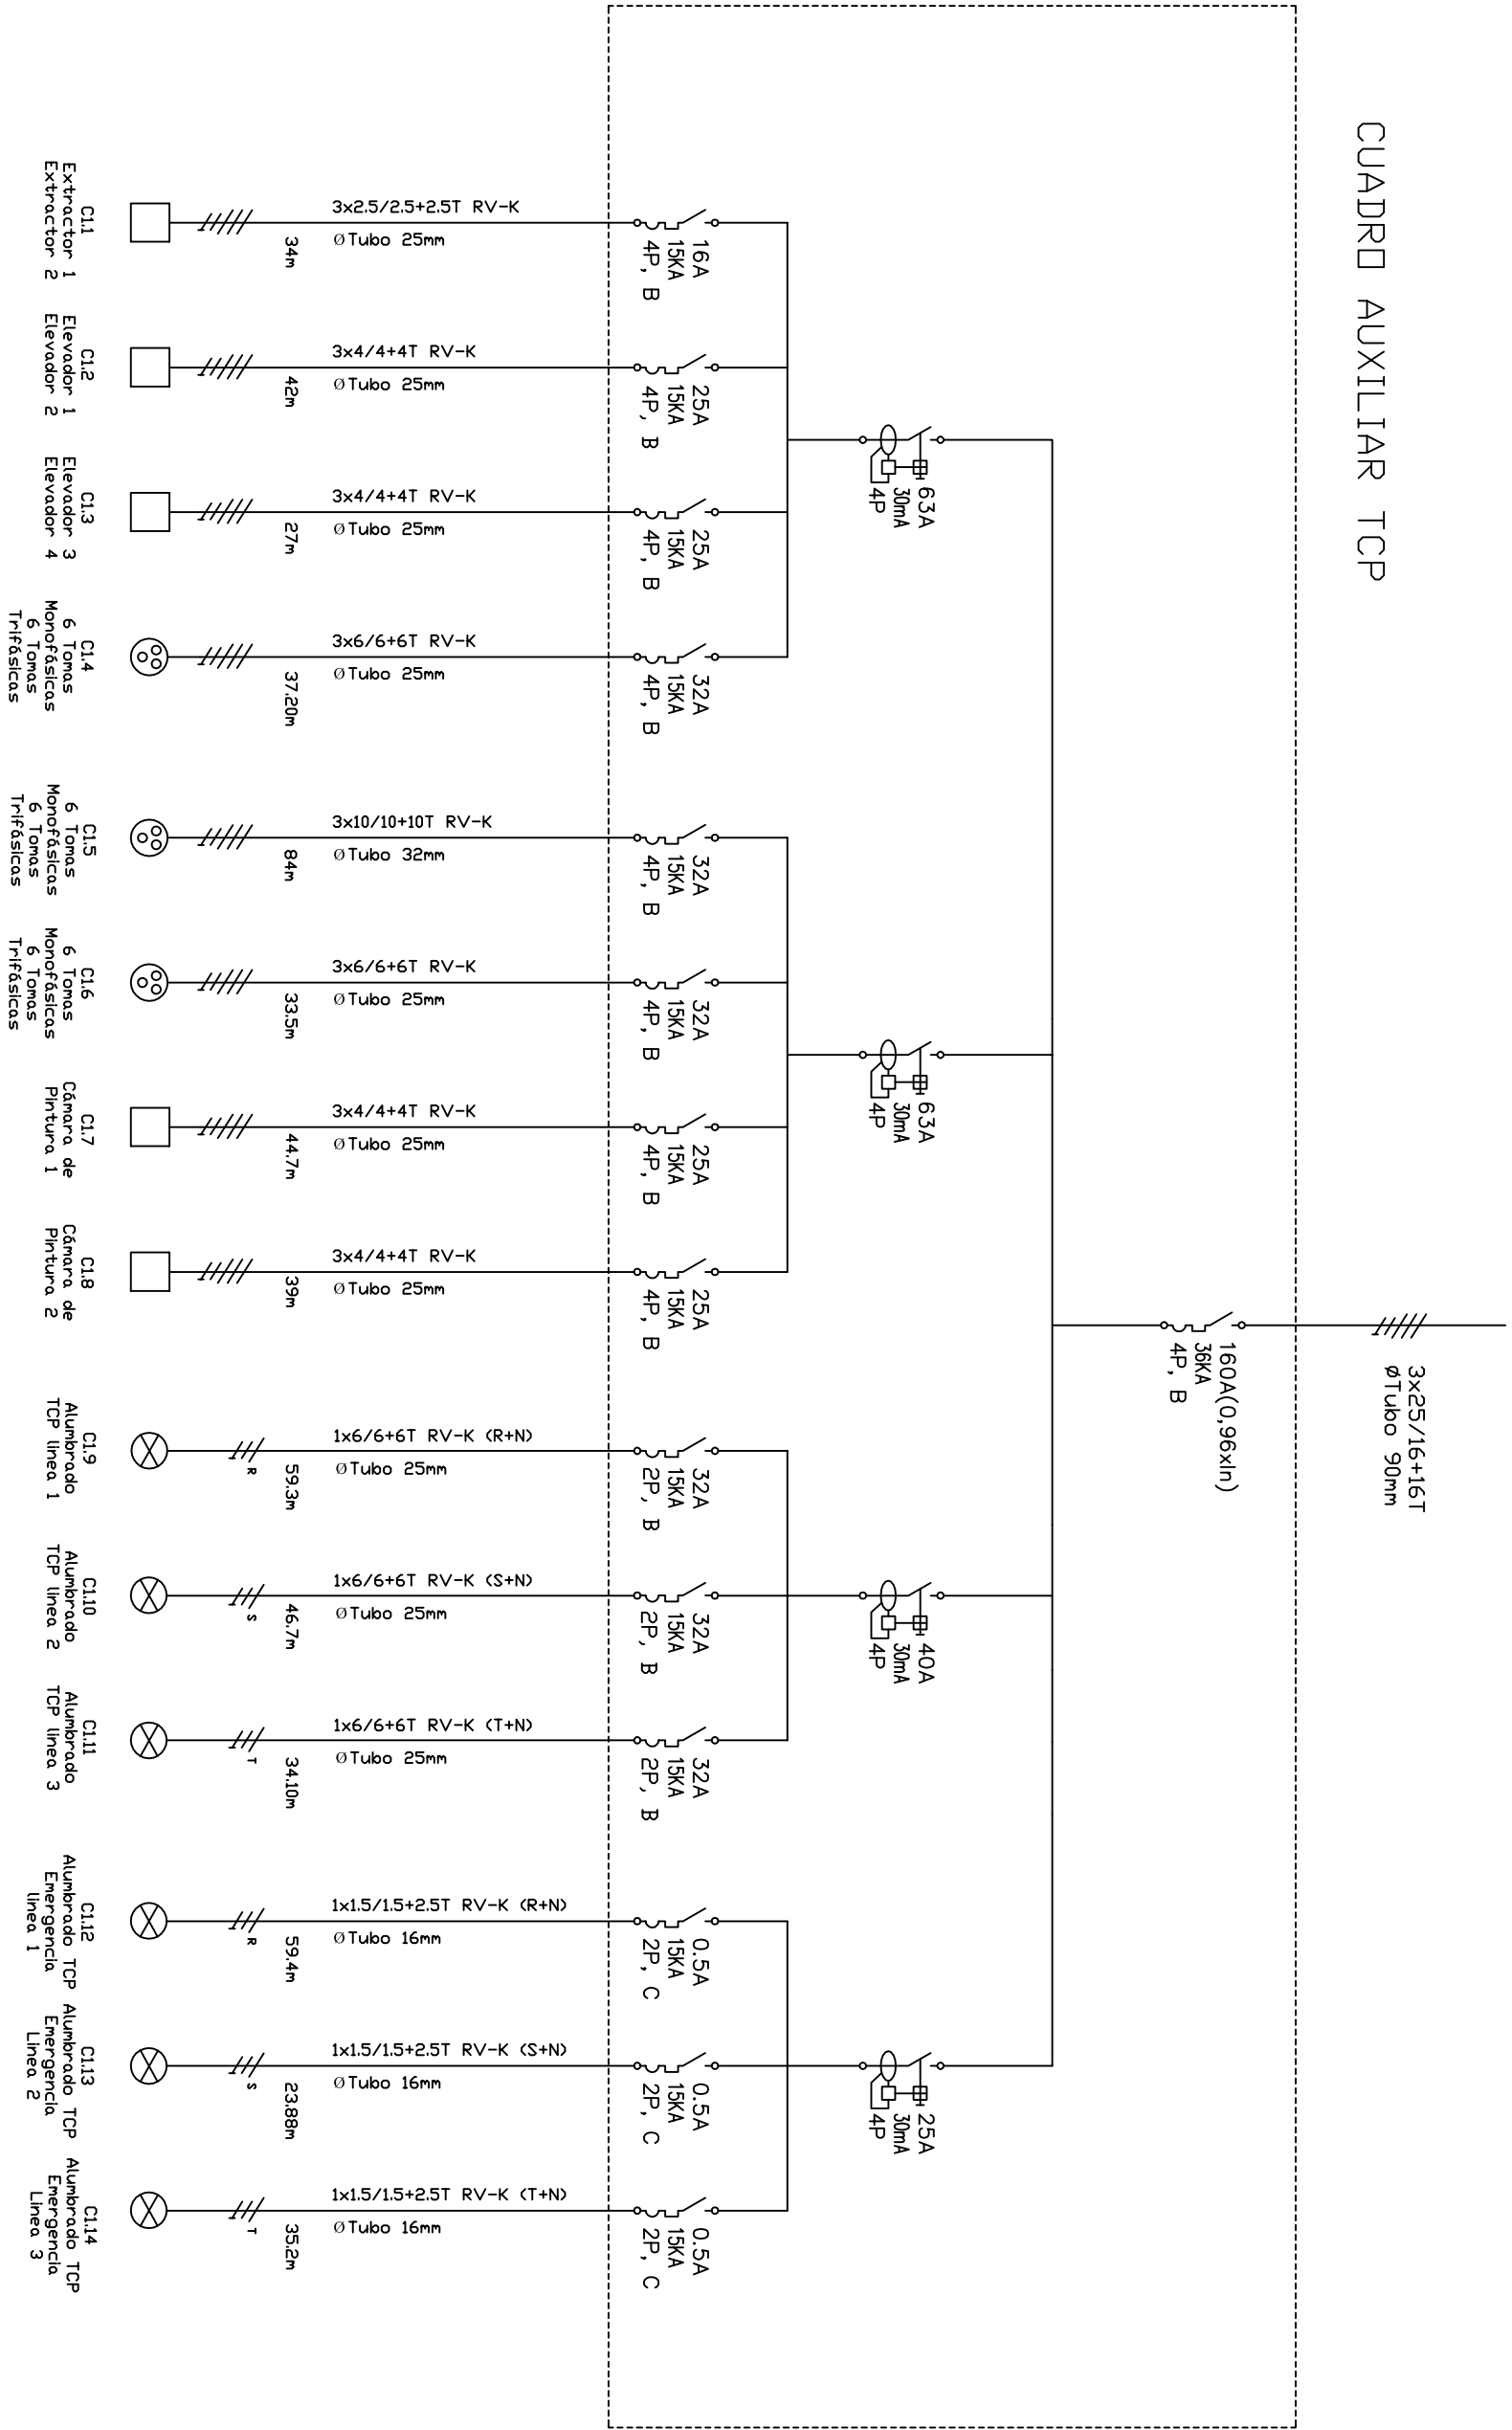 CUADRO AUXILIAR TCP
3x25/16+16T
ØTubo 90mm
160A(0,96xIn)
36KA
4P, B
63A
30mA
4P
63A
30mA
4P
40A
30mA
4P
25A
30mA
4P
16A
15KA
4P, B
3x2.5/2.5+2.5T RV-K
ØTubo 25mm
34m
C1.1
Extractor 1
Extractor 2
25A
15KA
4P, B
3x4/4+4T RV-K
ØTubo 25mm
42m
C1.2
Elevador 1
Elevador 2
25A
15KA
4P, B
3x4/4+4T RV-K
ØTubo 25mm
27m
C1.3
Elevador 3
Elevador 4
32A
15KA
4P, B
3x6/6+6T RV-K
ØTubo 25mm
37.20m
C1.4
6 Tomas
Monofásicas
6 Tomas
Trifásicas
32A
15KA
4P, B
3x10/10+10T RV-K
ØTubo 32mm
84m
C1.5
6 Tomas
Monofásicas
6 Tomas
Trifásicas
32A
15KA
4P, B
3x6/6+6T RV-K
ØTubo 25mm
33.5m
C1.6
6 Tomas
Monofásicas
6 Tomas
Trifásicas
25A
15KA
4P, B
3x4/4+4T RV-K
ØTubo 25mm
44.7m
C1.7
Cámara de
Pintura 1
25A
15KA
4P, B
3x4/4+4T RV-K
ØTubo 25mm
39m
C1.8
Cámara de
Pintura 2
32A
15KA
2P, B
1x6/6+6T RV-K (R+N)
ØTubo 25mm
59.3m
R
C1.9
Alumbrado
TCP linea 1
32A
15KA
2P, B
1x6/6+6T RV-K (S+N)
ØTubo 25mm
46.7m
S
C1.10
Alumbrado
TCP linea 2
32A
15KA
2P, B
1x6/6+6T RV-K (T+N)
ØTubo 25mm
34.10m
T
C1.11
Alumbrado
TCP linea 3
0.5A
15KA
2P, C
1x1.5/1.5+2.5T RV-K (R+N)
ØTubo 16mm
59.4m
R
C1.12
Alumbrado TCP
Emergencia
linea 1
0.5A
15KA
2P, C
1x1.5/1.5+2.5T RV-K (S+N)
ØTubo 16mm
23.88m
S
C1.13
Alumbrado TCP
Emergencia
Linea 2
0.5A
15KA
2P, C
1x1.5/1.5+2.5T RV-K (T+N)
ØTubo 16mm
35.2m
T
C1.14
Alumbrado TCP
Emergencia
Linea 3